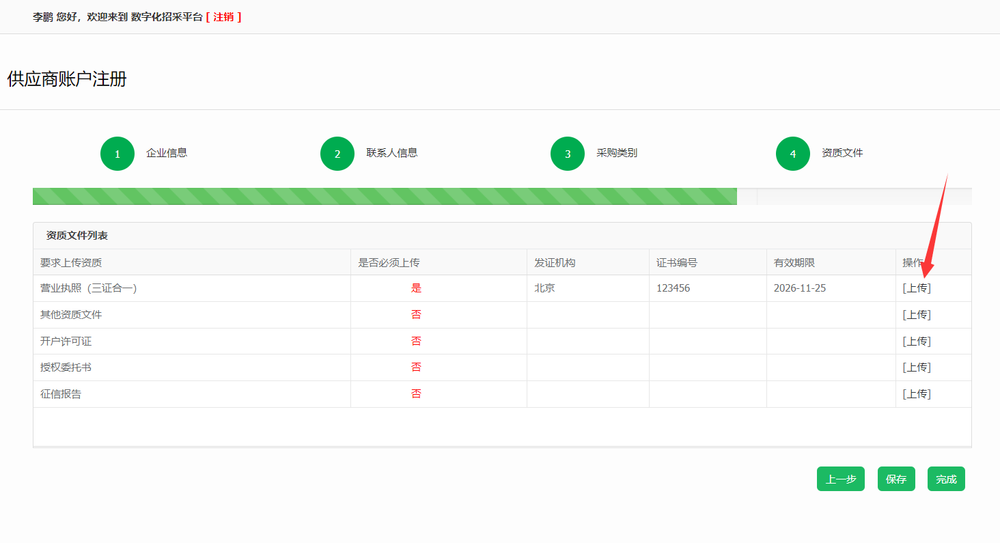 李鹏 您好，欢迎来到 数字化招采平台 [ 注销 ]
供应商账户注册
1 企业信息 2 联系人信息 3 采购类别 4 资质文件
资质文件列表
要求上传资质 是否必须上传 发证机构 证书编号 有效期限 操作
营业执照（三证合一） 是 北京 123456 2026-11-25 [上传]
其他资质文件 否 [上传]
开户许可证 否 [上传]
授权委托书 否 [上传]
征信报告 否 [上传]
上一步 保存 完成